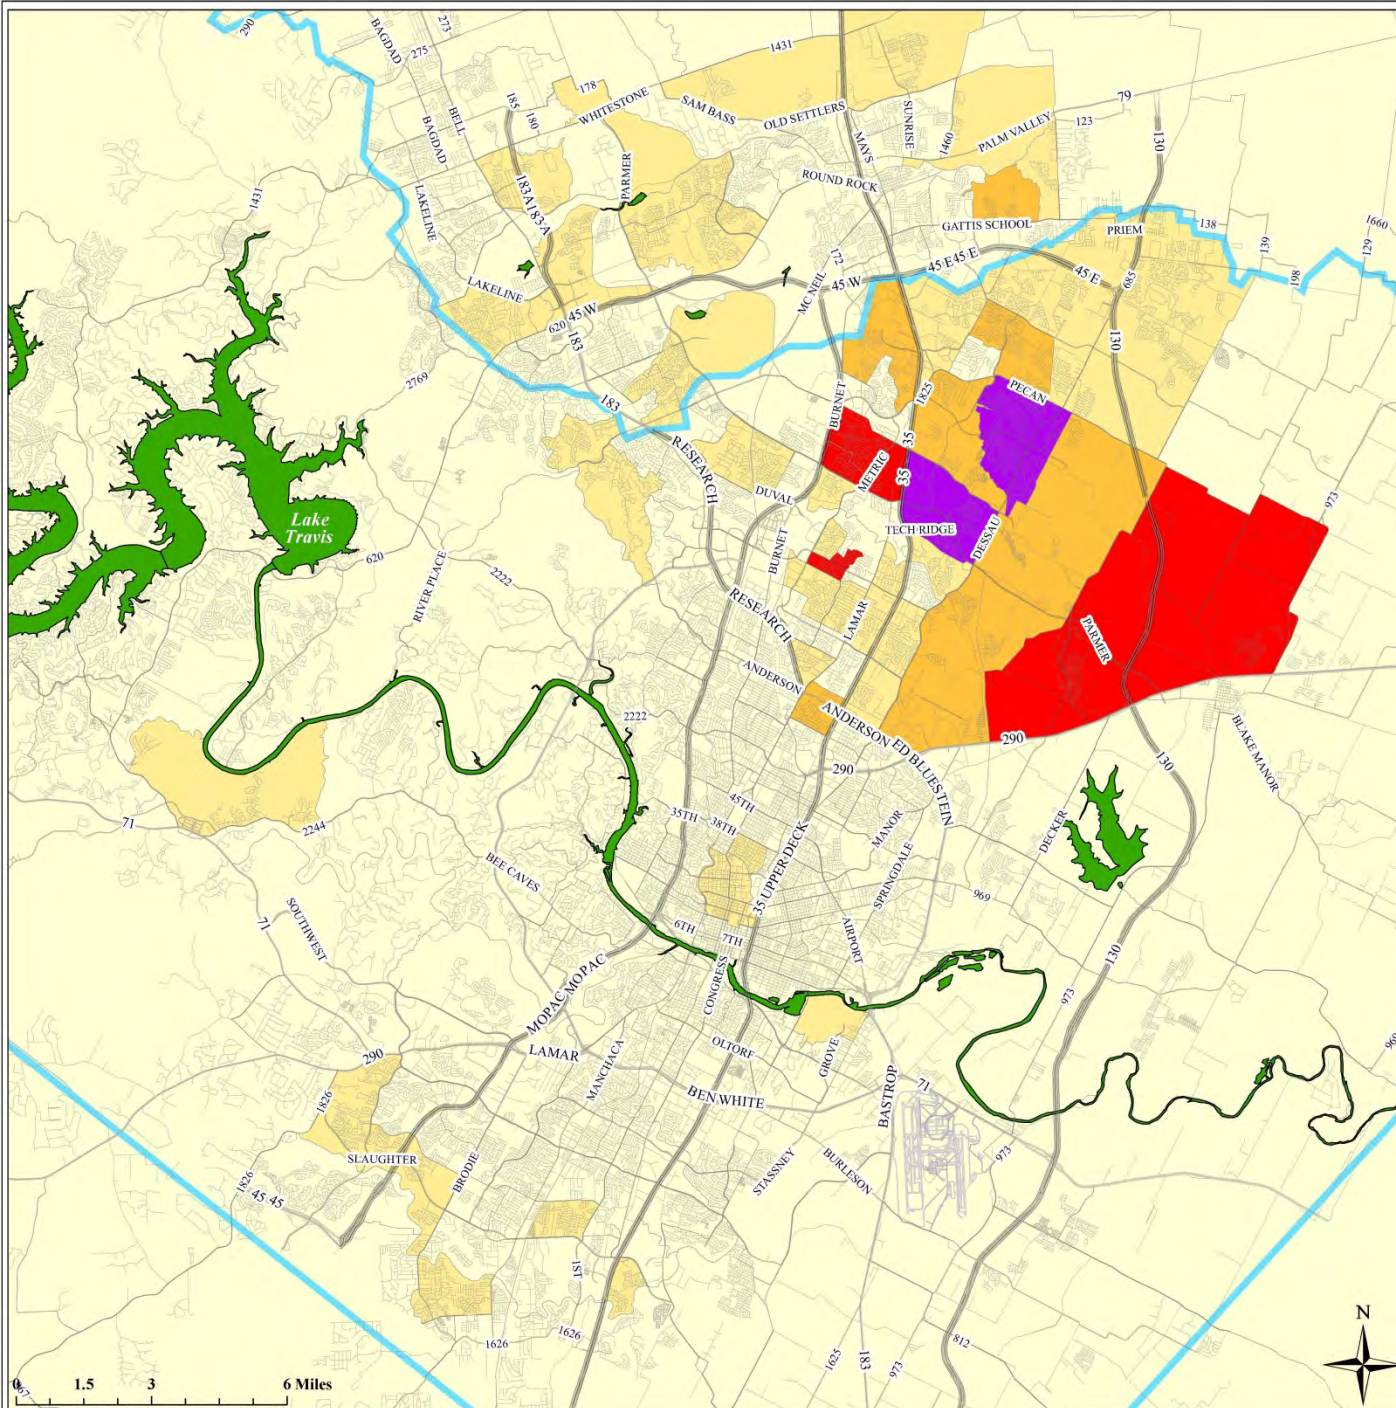 290
BAGDAD
273
275
1431
BELL
185
180
178
WHITESTONE
SAM BASS
OLD SETTLERS
SUNRISE
1460
PALM VALLEY
79
123
130
BAGDAD
MAYS
PARMER
ROUND ROCK
LAKELINE
183A
183 A
1431
GATTIS SCHOOL
PRIEM
138
139
1660
129
198
172
45 E
45 E
45 E
685
MC NEIL
45 W
LAKELINE
620
45 W
183
130
2769
183
BURNET
1825
PECAN
RESEARCH
35
METRIC
35
DUVAL
973
Lake
Travis
TECH RIDGE
DESSAU
620
RIVER PLACE
2222
BURNET
RESEARCH
LAMAR
PARMER
ANDERSON
2222
ANDERSON
ED BLUESTEIN
290
BLAKE MANOR
290
130
71
2244
45TH
35TH
38TH
35
UPPER DECK
MANOR
DECKER
BEE CAVES
SPRINGDALE
969
SOUTHWEST
71
6TH
7TH
AIRPORT
130
MOPAC
MOPAC
CONGRESS
973
969
290
LAMAR
MANCHACA
OLTORF
GROVE
71
1826
BEN WHITE
BASTROP
SLAUGHTER
BRODIE
STASSNEY
BURLESON
973
1826
45
45
1ST
1626
1626
1625
183
973
812
N
0
1.5
3
6 Miles